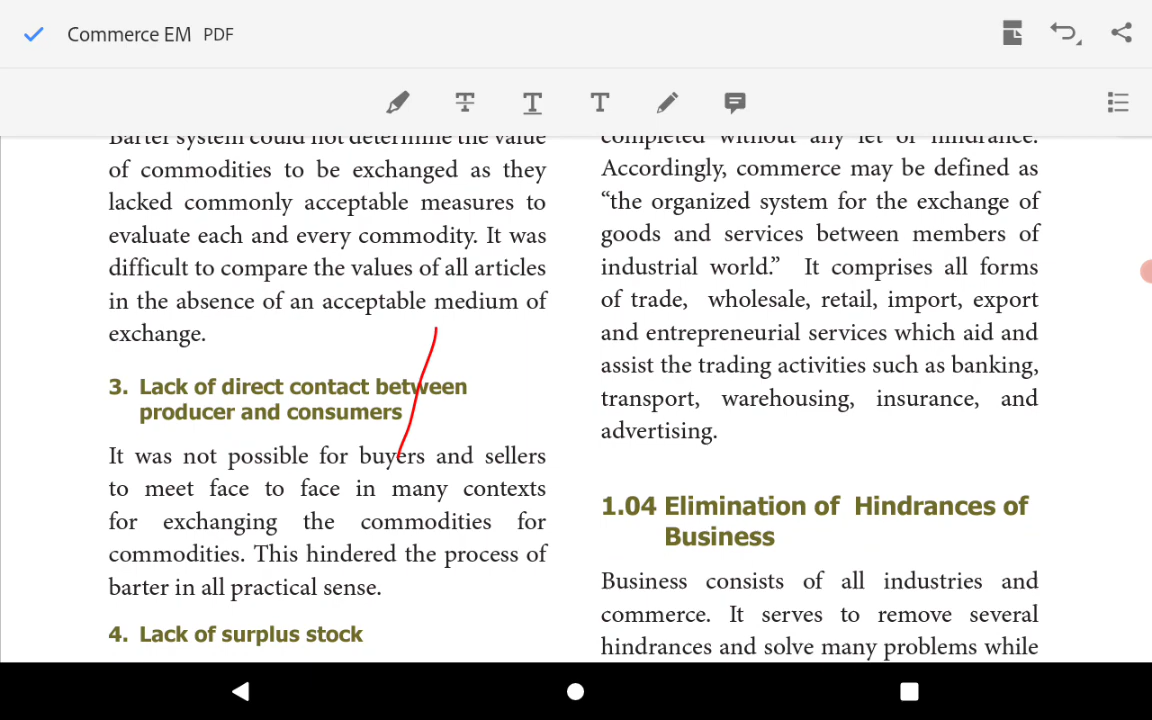 Commerce EM PDF
Barter system could not determine the value
of commodities to be exchanged as they
lacked commonly acceptable measures to
evaluate each and every commodity. It was
difficult to compare the values of all articles
in the absence of an acceptable medium of
exchange.
3. Lack of direct contact between
producer and consumers
It was not possible for buyers and sellers
to meet face to face in many contexts
for exchanging the commodities for
commodities. This hindered the process of
barter in all practical sense.
4. Lack of surplus stock
completed without any let or hindrance.
Accordingly, commerce may be defined as
“the organized system for the exchange of
goods and services between members of
industrial world.” It comprises all forms
of trade, wholesale, retail, import, export
and entrepreneurial services which aid and
assist the trading activities such as banking,
transport, warehousing, insurance, and
advertising.
1.04 Elimination of Hindrances of
Business
Business consists of all industries and
commerce. It serves to remove several
hindrances and solve many problems while